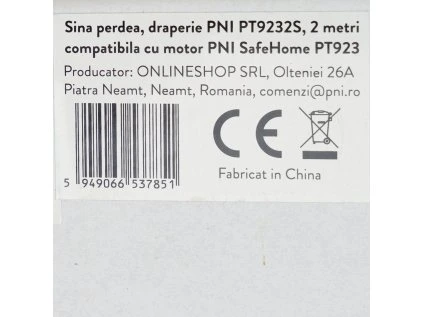 Sina perdea, draperie PNI PT9232S, 2 metri
compatibila cu motor PNI SafeHome PT923
Producator: ONLINESHOP SRL, Olteniei 26A
Piatra Neamt, Neamt, Romania, comenzi@pni.ro
CE
Fabricat in China
5 949066 537851